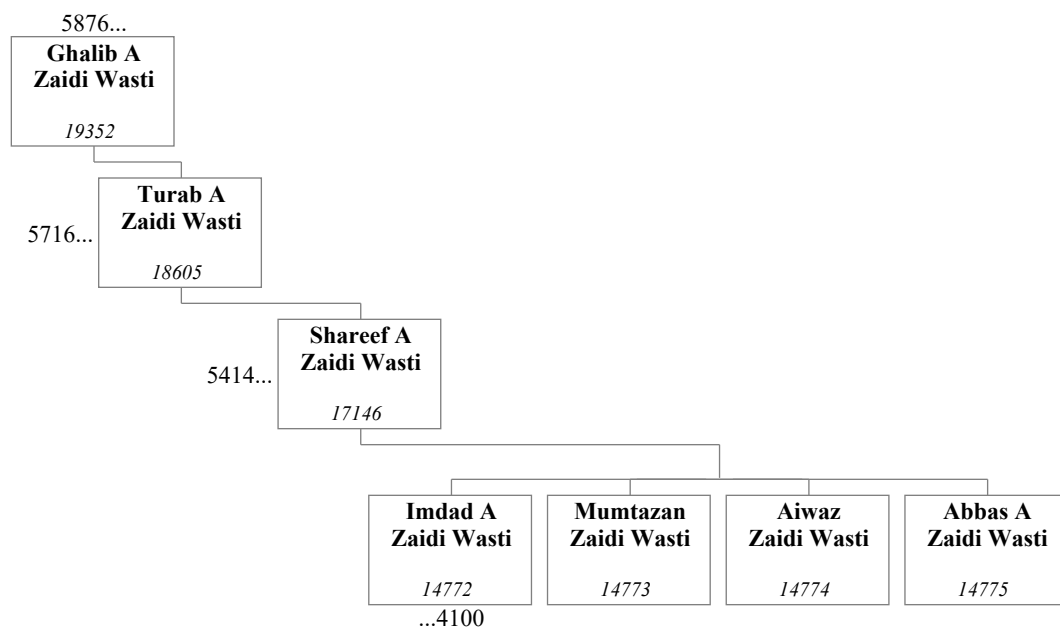 5876...
Ghalib A
Zaidi Wasti
19352
Turab A
Zaidi Wasti
5716...
18605
Shareef A
Zaidi Wasti
5414...
17146
Imdad A
Zaidi Wasti
14772
...4100
Mumtazan
Zaidi Wasti
14773
Aiwaz
Zaidi Wasti
14774
Abbas A
Zaidi Wasti
14775